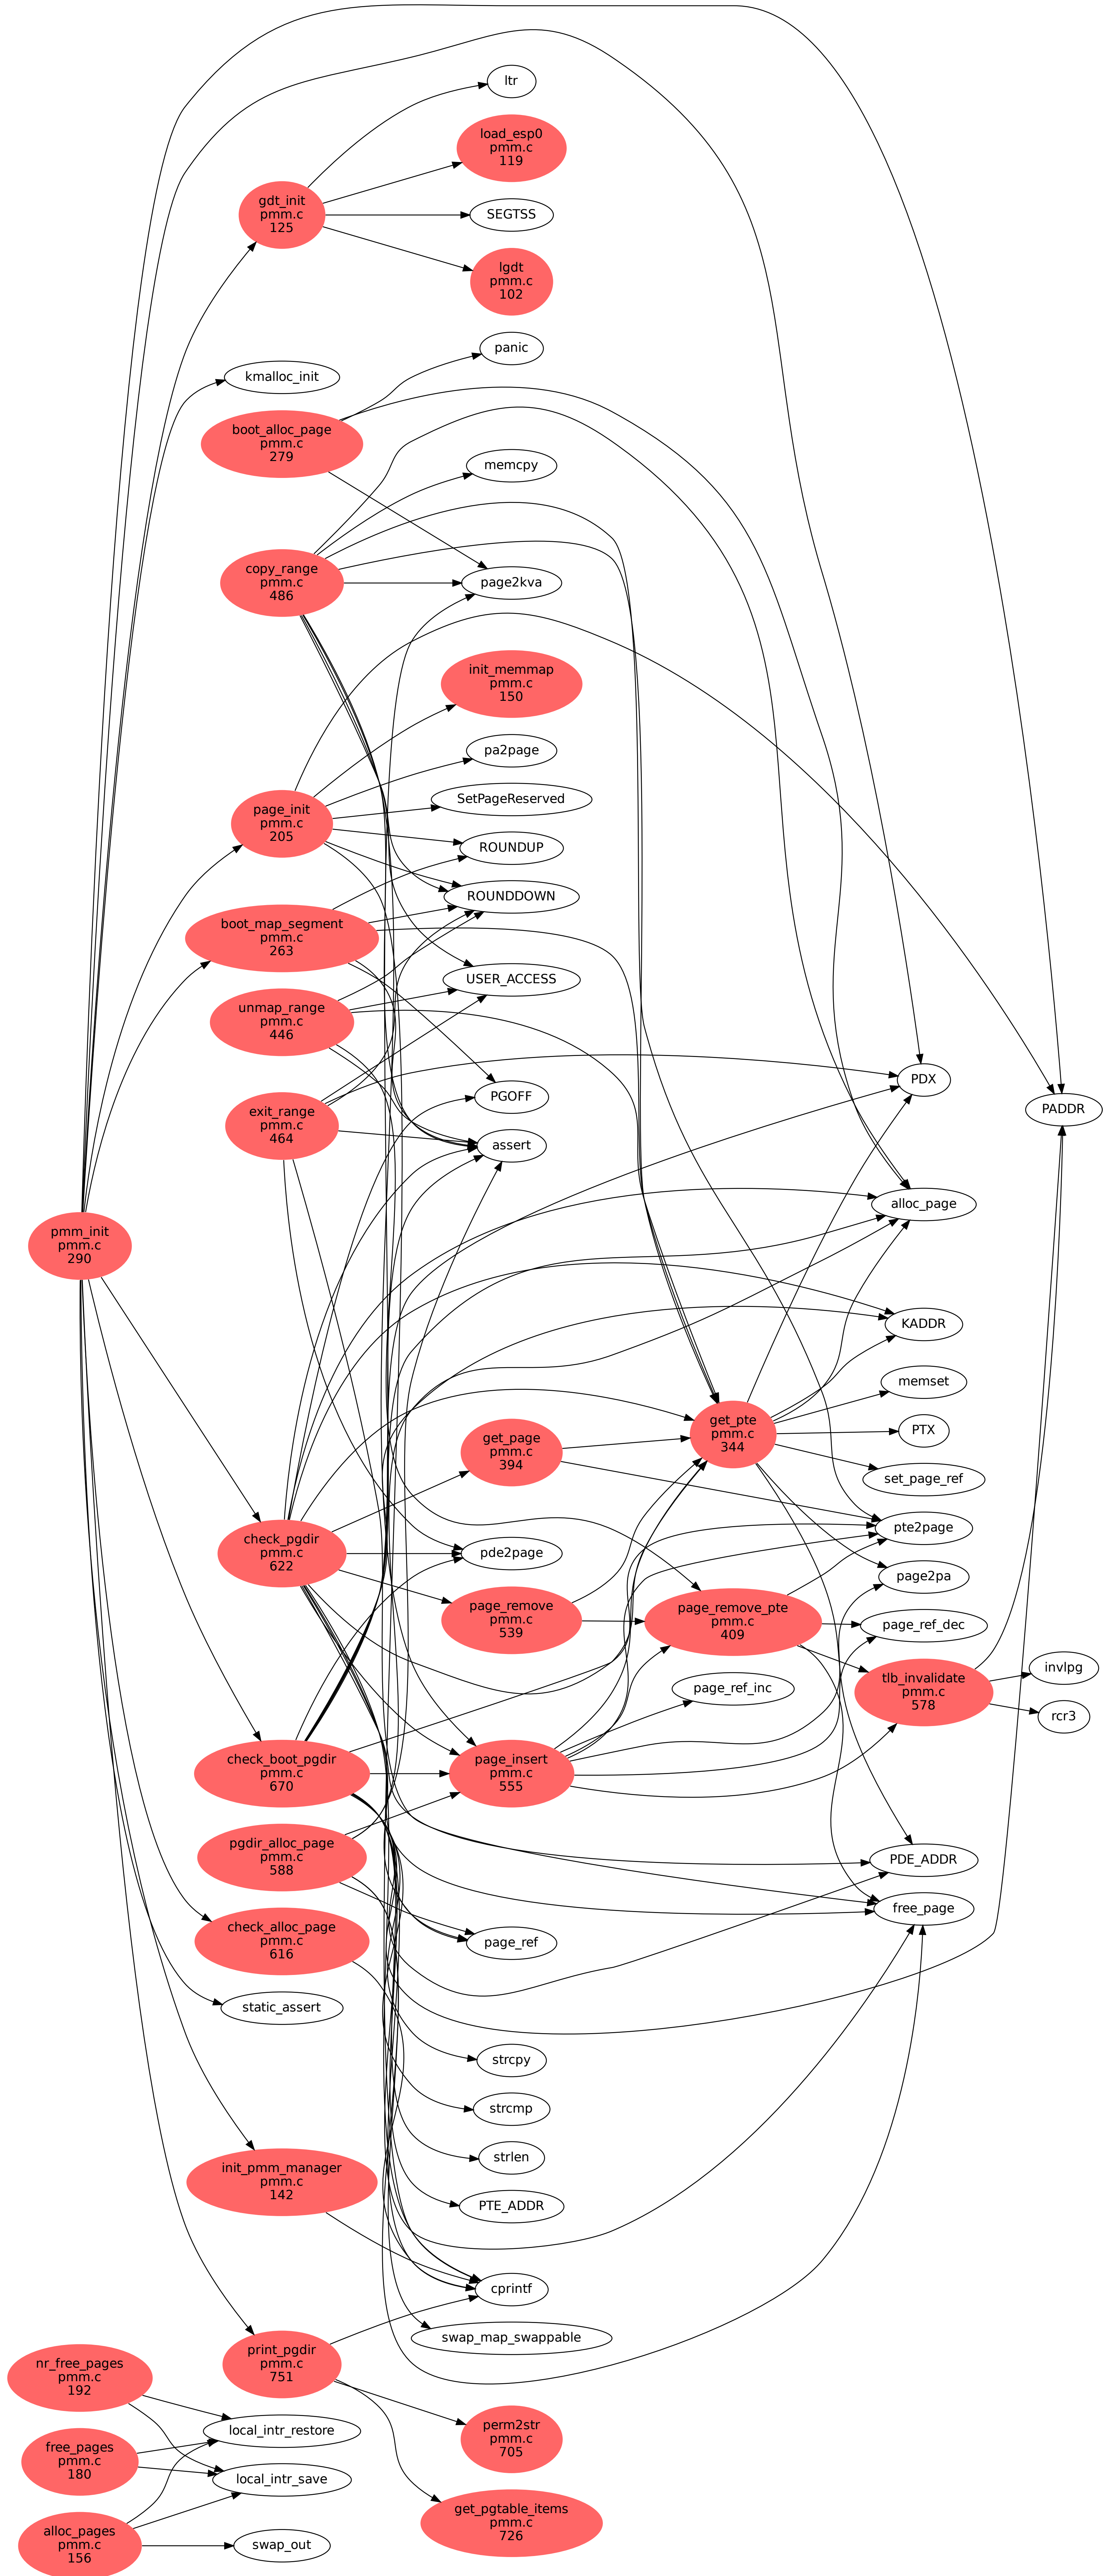 ltr
load_esp0
pmm.c
119
gdt_init
pmm.c
125
SEGTSS
lgdt
pmm.c
102
panic
kmalloc_init
boot_alloc_page
pmm.c
279
memcpy
copy_range
pmm.c
486
page2kva
init_memmap
pmm.c
150
pa2page
SetPageReserved
page_init
pmm.c
205
ROUNDUP
ROUNDDOWN
boot_map_segment
pmm.c
263
USER_ACCESS
unmap_range
pmm.c
446
PDX
PGOFF
PADDR
exit_range
pmm.c
464
assert
alloc_page
pmm_init
pmm.c
290
KADDR
memset
get_pte
pmm.c
344
PTX
get_page
pmm.c
394
set_page_ref
pte2page
check_pgdir
pmm.c
622
pde2page
page2pa
page_remove
pmm.c
539
page_remove_pte
pmm.c
409
page_ref_dec
invlpg
tlb_invalidate
pmm.c
578
page_ref_inc
rcr3
check_boot_pgdir
pmm.c
670
page_insert
pmm.c
555
pgdir_alloc_page
pmm.c
588
PDE_ADDR
free_page
check_alloc_page
pmm.c
616
page_ref
static_assert
strcpy
strcmp
strlen
init_pmm_manager
pmm.c
142
PTE_ADDR
cprintf
swap_map_swappable
print_pgdir
pmm.c
751
nr_free_pages
pmm.c
192
local_intr_restore
perm2str
pmm.c
705
free_pages
pmm.c
180
local_intr_save
get_pgtable_items
pmm.c
726
alloc_pages
pmm.c
156
swap_out